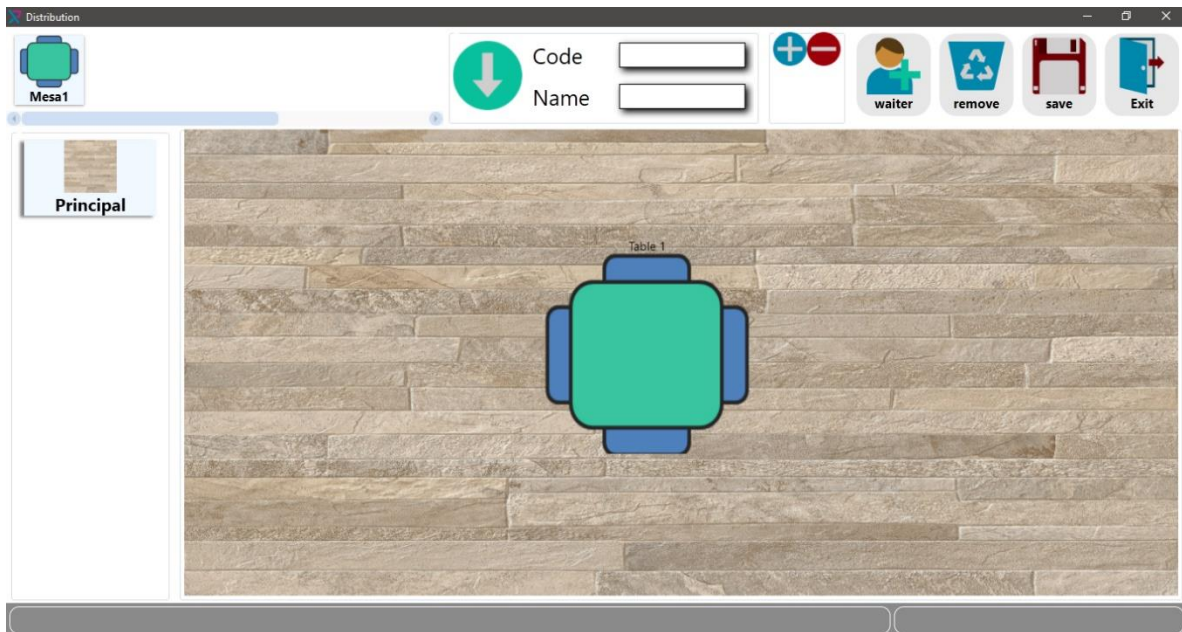 Distribution
Mesa1
Code
Name
waiter
remove
save
Exit
Principal
Table 1